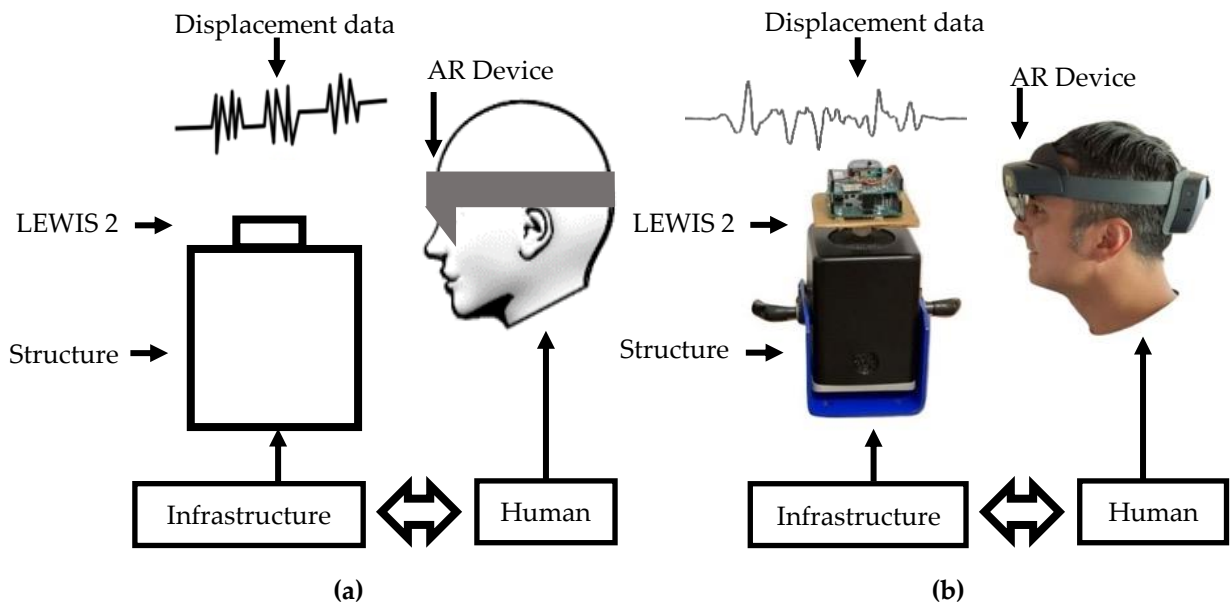 Displacement data
AR Device
LEWIS 2
Structure
Infrastructure
Human
(a)
Displacement data
AR Device
LEWIS 2
Structure
Infrastructure
Human
(b)